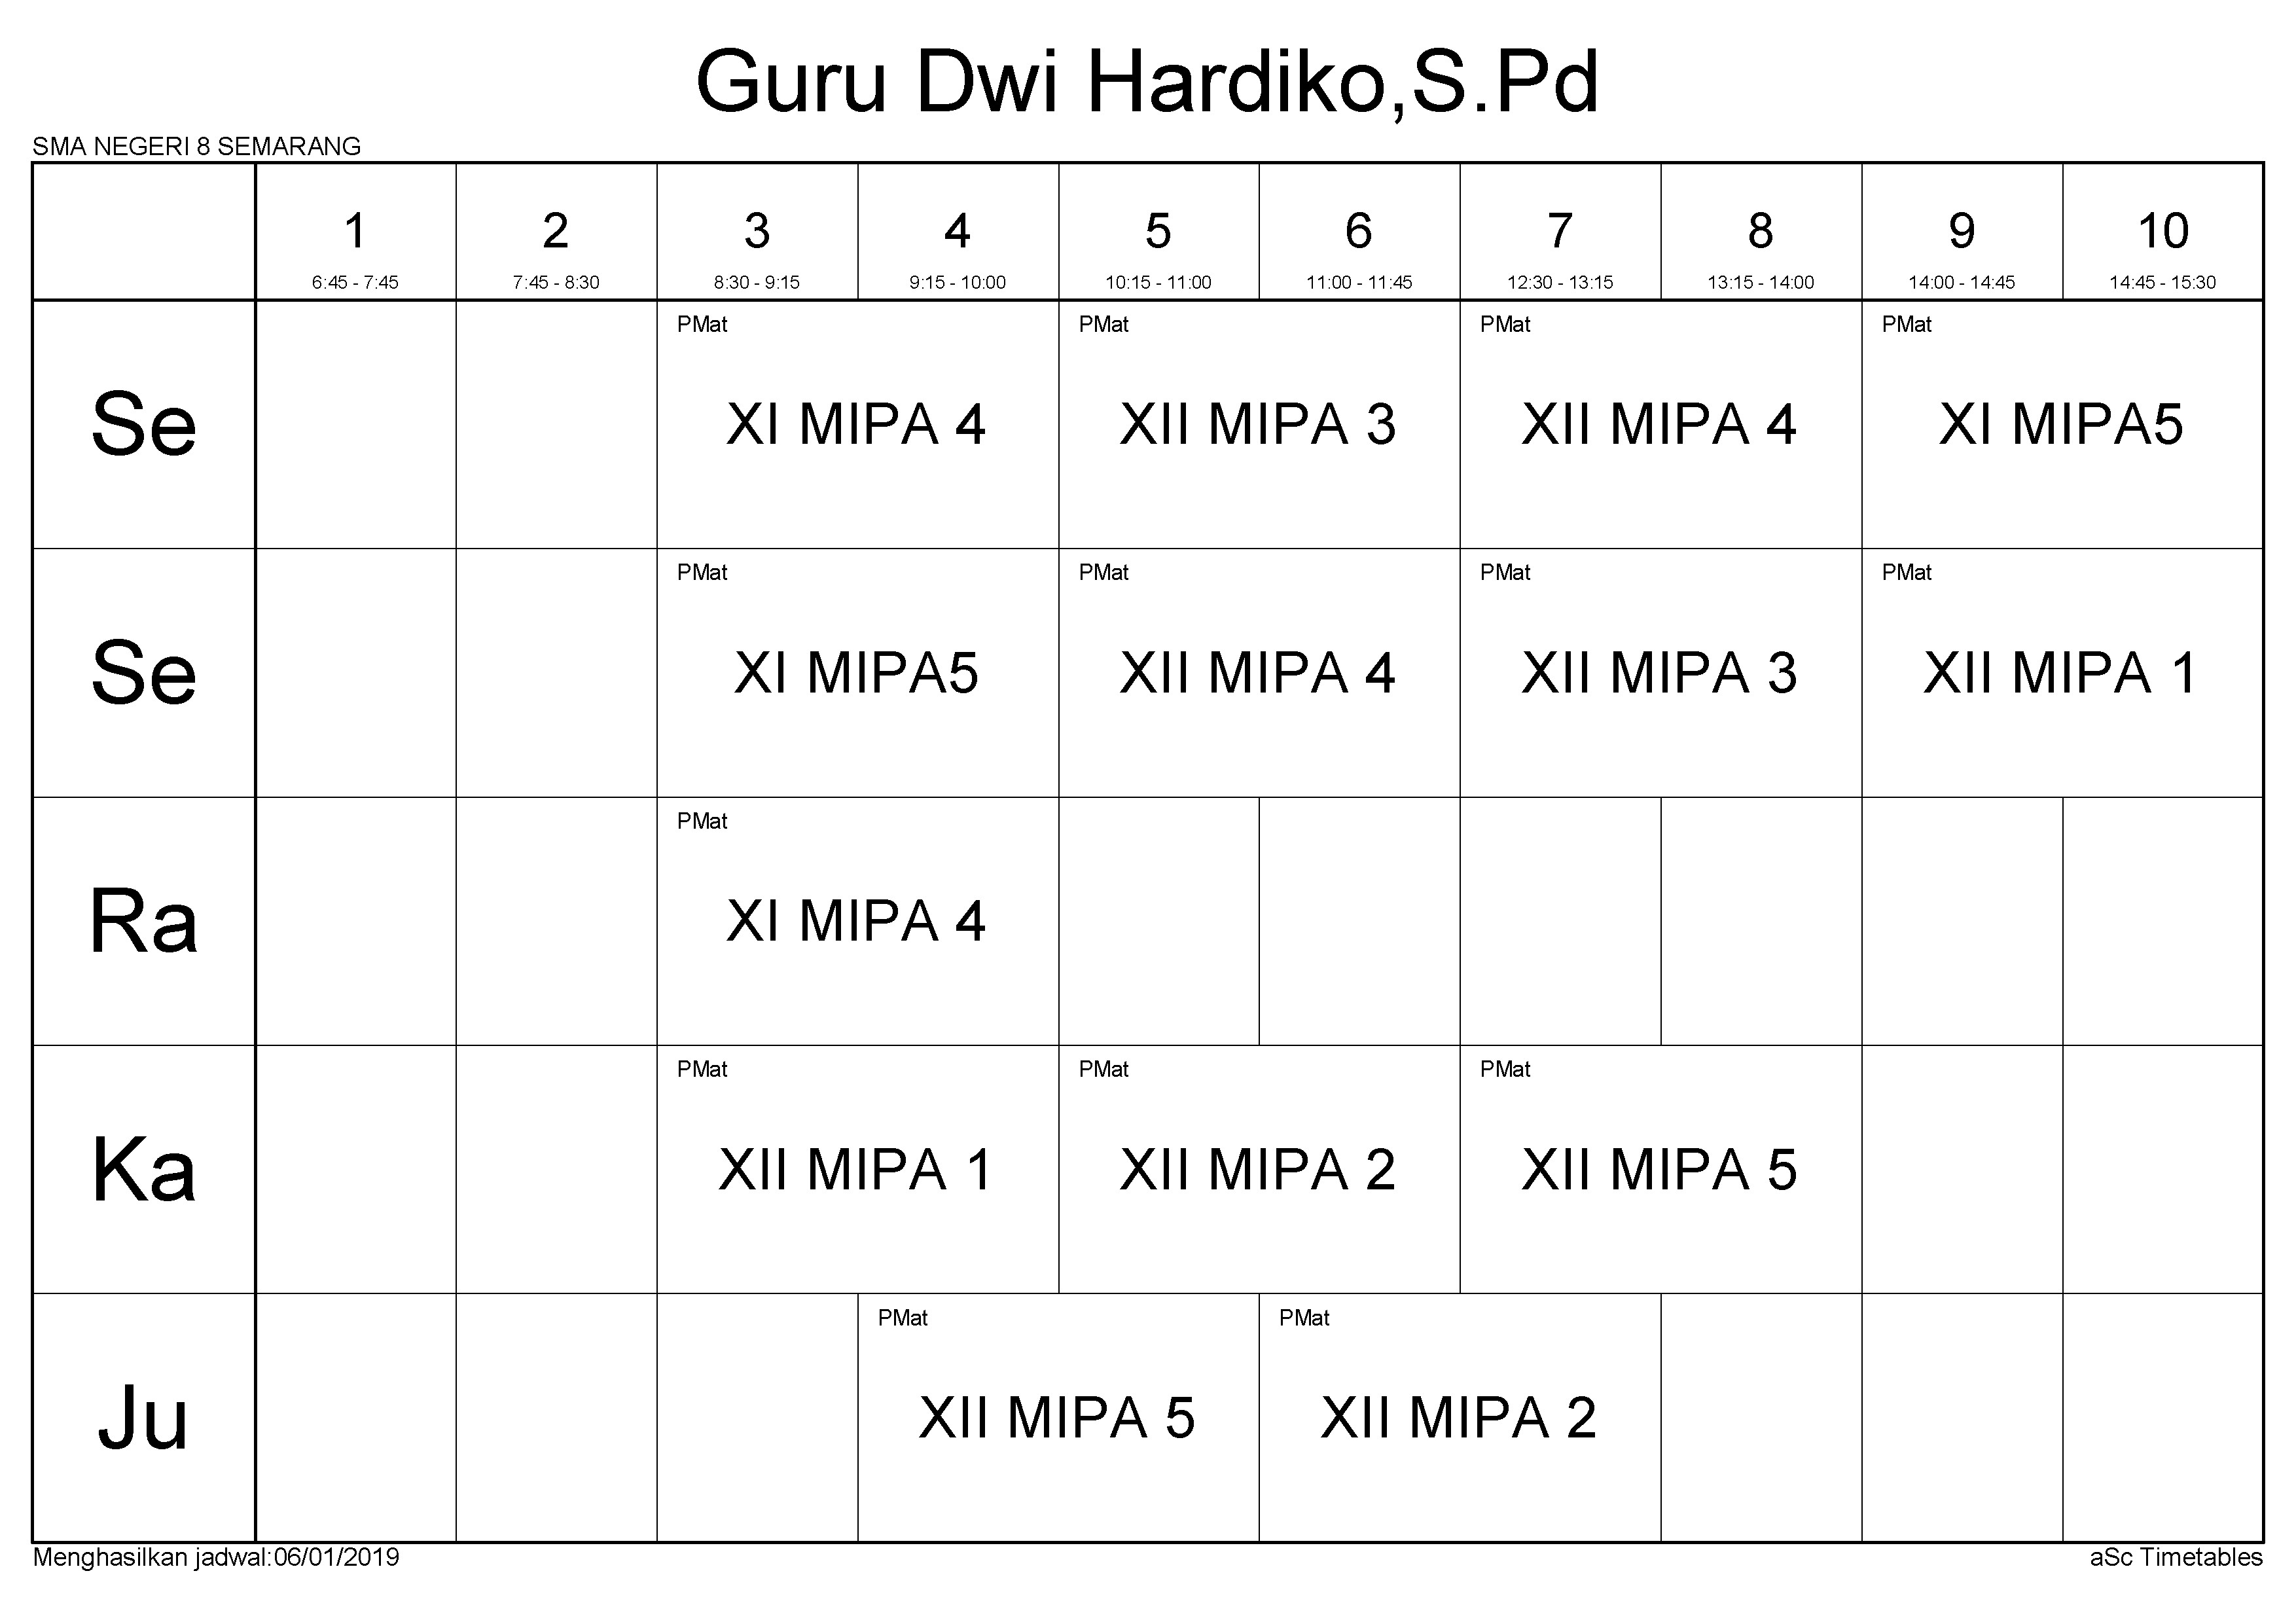 Guru Dwi Hardiko,S.Pd
SMA NEGERI 8 SEMARANG
1 2 3 4 5 6 7 8 9 10
6:45 - 7:45 7:45 - 8:30 8:30 - 9:15 9:15 - 10:00 10:15 - 11:00 11:00 - 11:45 12:30 - 13:15 13:15 - 14:00 14:00 - 14:45 14:45 - 15:30
PMat PMat PMat PMat
Se XI MIPA 4 XII MIPA 3 XII MIPA 4 XI MIPA5
PMat PMat PMat PMat
Se XI MIPA5 XII MIPA 4 XII MIPA 3 XII MIPA 1
PMat
Ra XI MIPA 4
PMat PMat PMat
Ka XII MIPA 1 XII MIPA 2 XII MIPA 5
PMat PMat
Ju XII MIPA 5 XII MIPA 2
Menghasilkan jadwal:06/01/2019 aSc Timetables